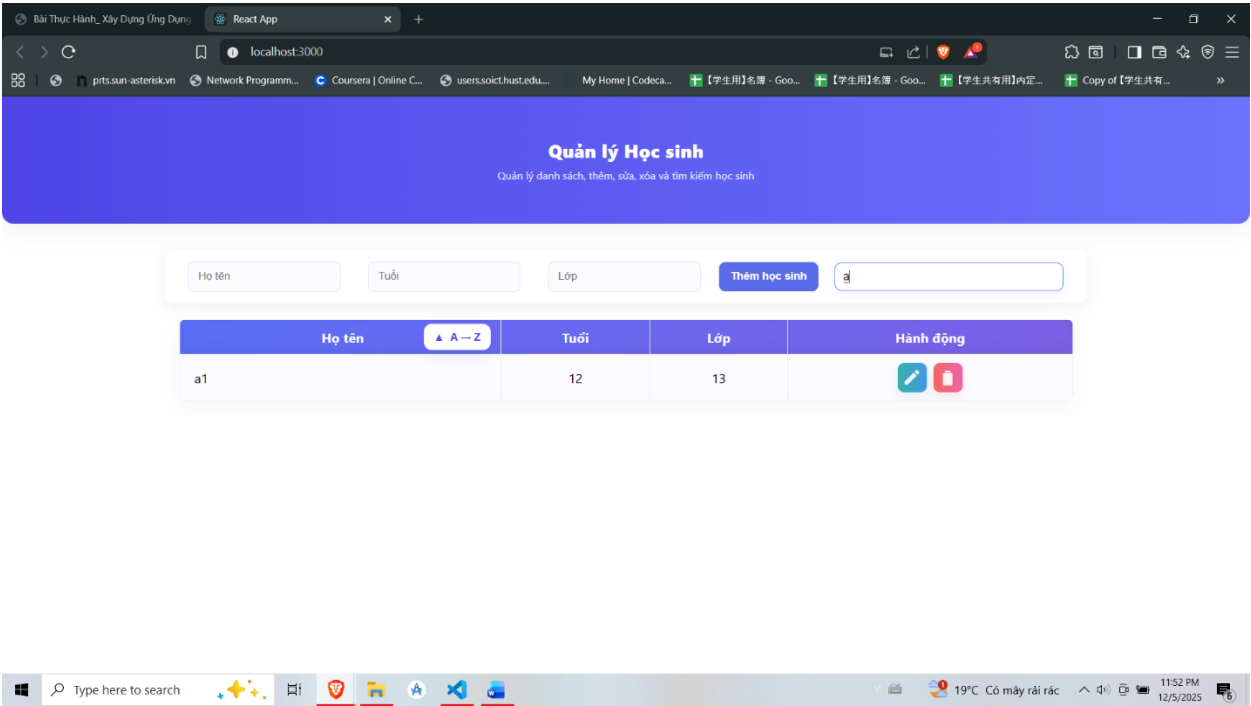 Bài Thực Hành_ Xây Dựng Ứng Dụng
React App
localhost:3000
prts.sun-asterisk.vn
Network Programm...
Coursera | Online C...
users.soict.hust.edu....
My Home | Codeca...
【学生用】名簿 - Goo...
【学生用】名簿 - Goo...
【学生共有用】内定...
Copy of 【学生共有...
Quản lý Học sinh
Quản lý danh sách, thêm, sửa, xóa và tìm kiếm học sinh
Họ tên
Tuổi
Lớp
Thêm học sinh
a
Họ tên
▲ A→Z
Tuổi
Lớp
Hành động
a1
12
13
Type here to search
19°C Có mây rải rác
11:52 PM
12/5/2025
6